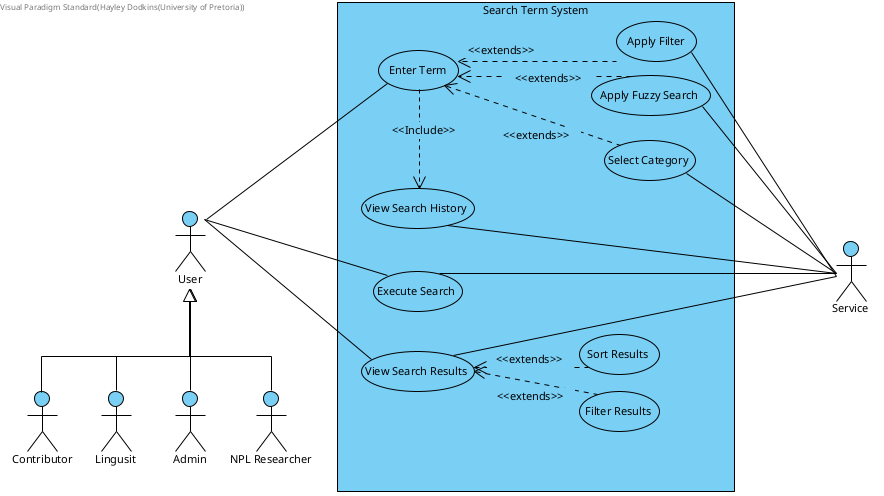 Visual Paradigm Standard(Hayley Dodkins(University of Pretoria))
Search Term System
Apply Filter
<<extends>>
Enter Term
<<extends>>
Apply Fuzzy Search
<<Include>>
<<extends>>
Select Category
View Search History
User
Service
Execute Search
<<extends>>
Sort Results
View Search Results
<<extends>>
Filter Results
Contributor
Lingusit
Admin
NPL Researcher